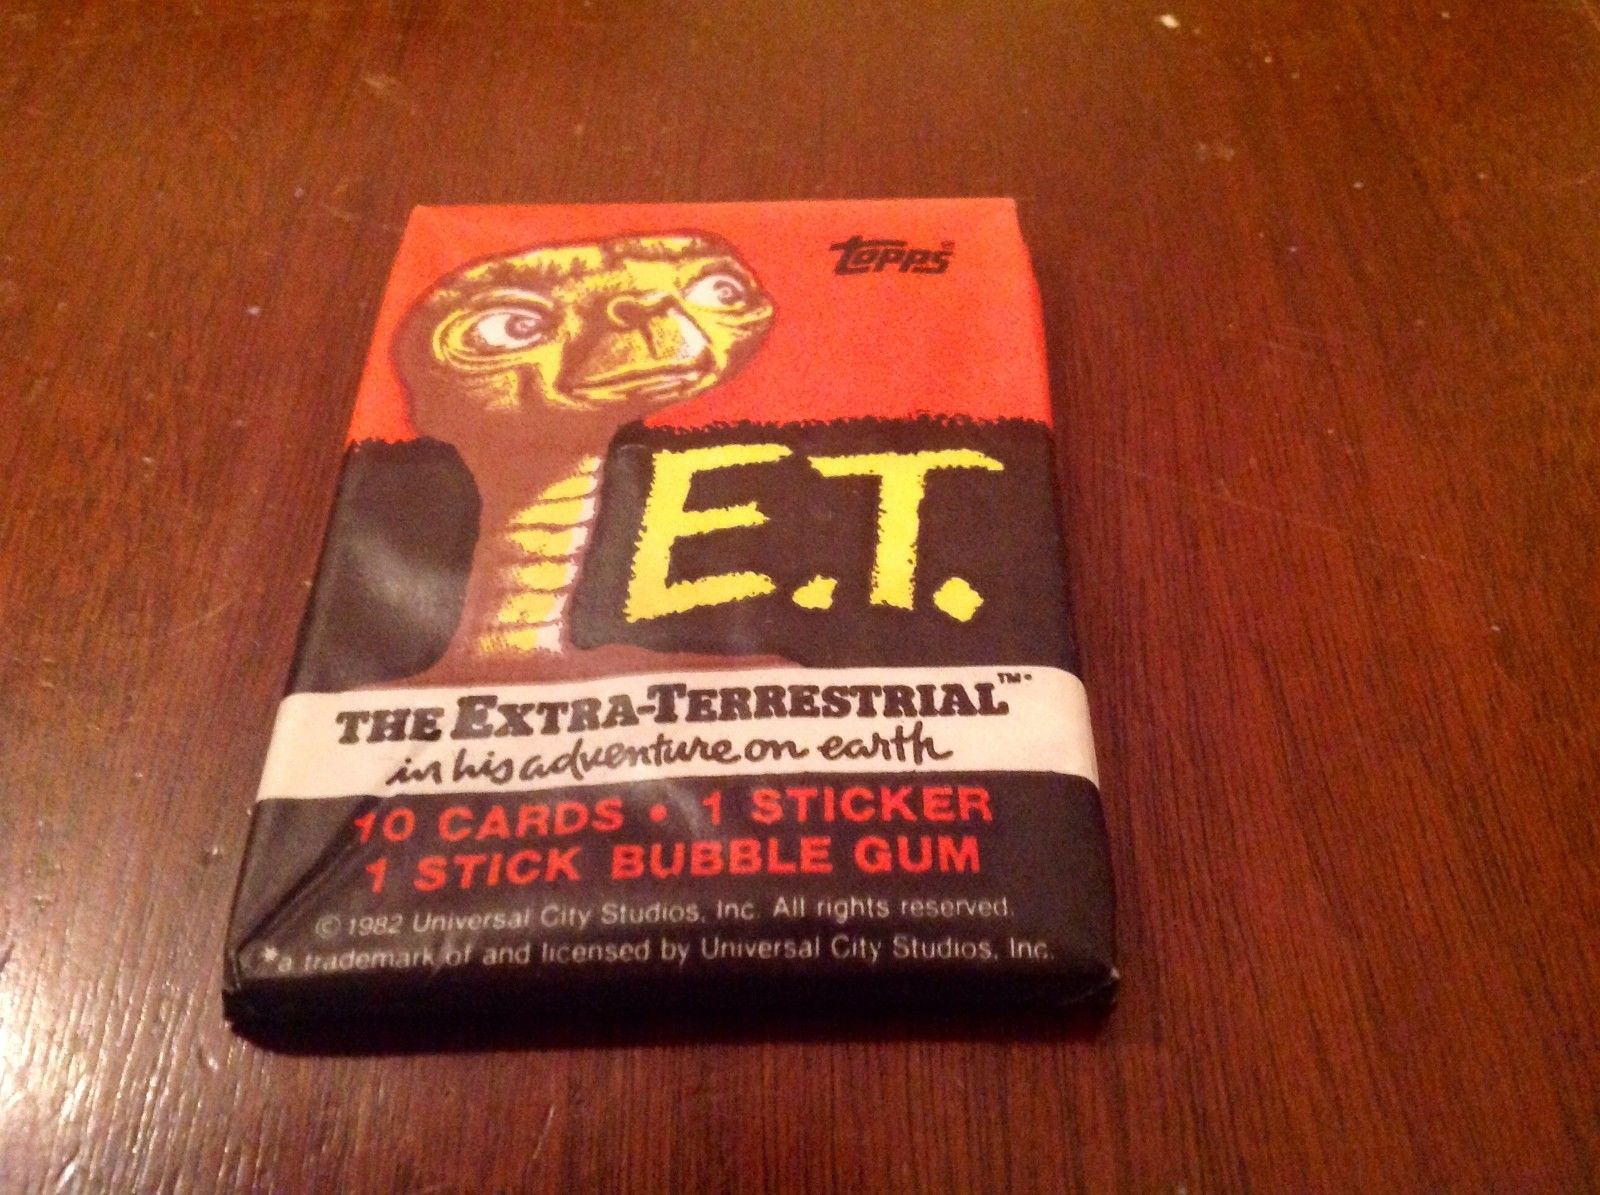 topps®
E.T.
THE EXTRA-TERRESTRIAL™*
in his adventure on earth
10 CARDS • 1 STICKER
1 STICK BUBBLE GUM
© 1982 Universal City Studios, Inc. All rights reserved.
*a trademark of and licensed by Universal City Studios, Inc.